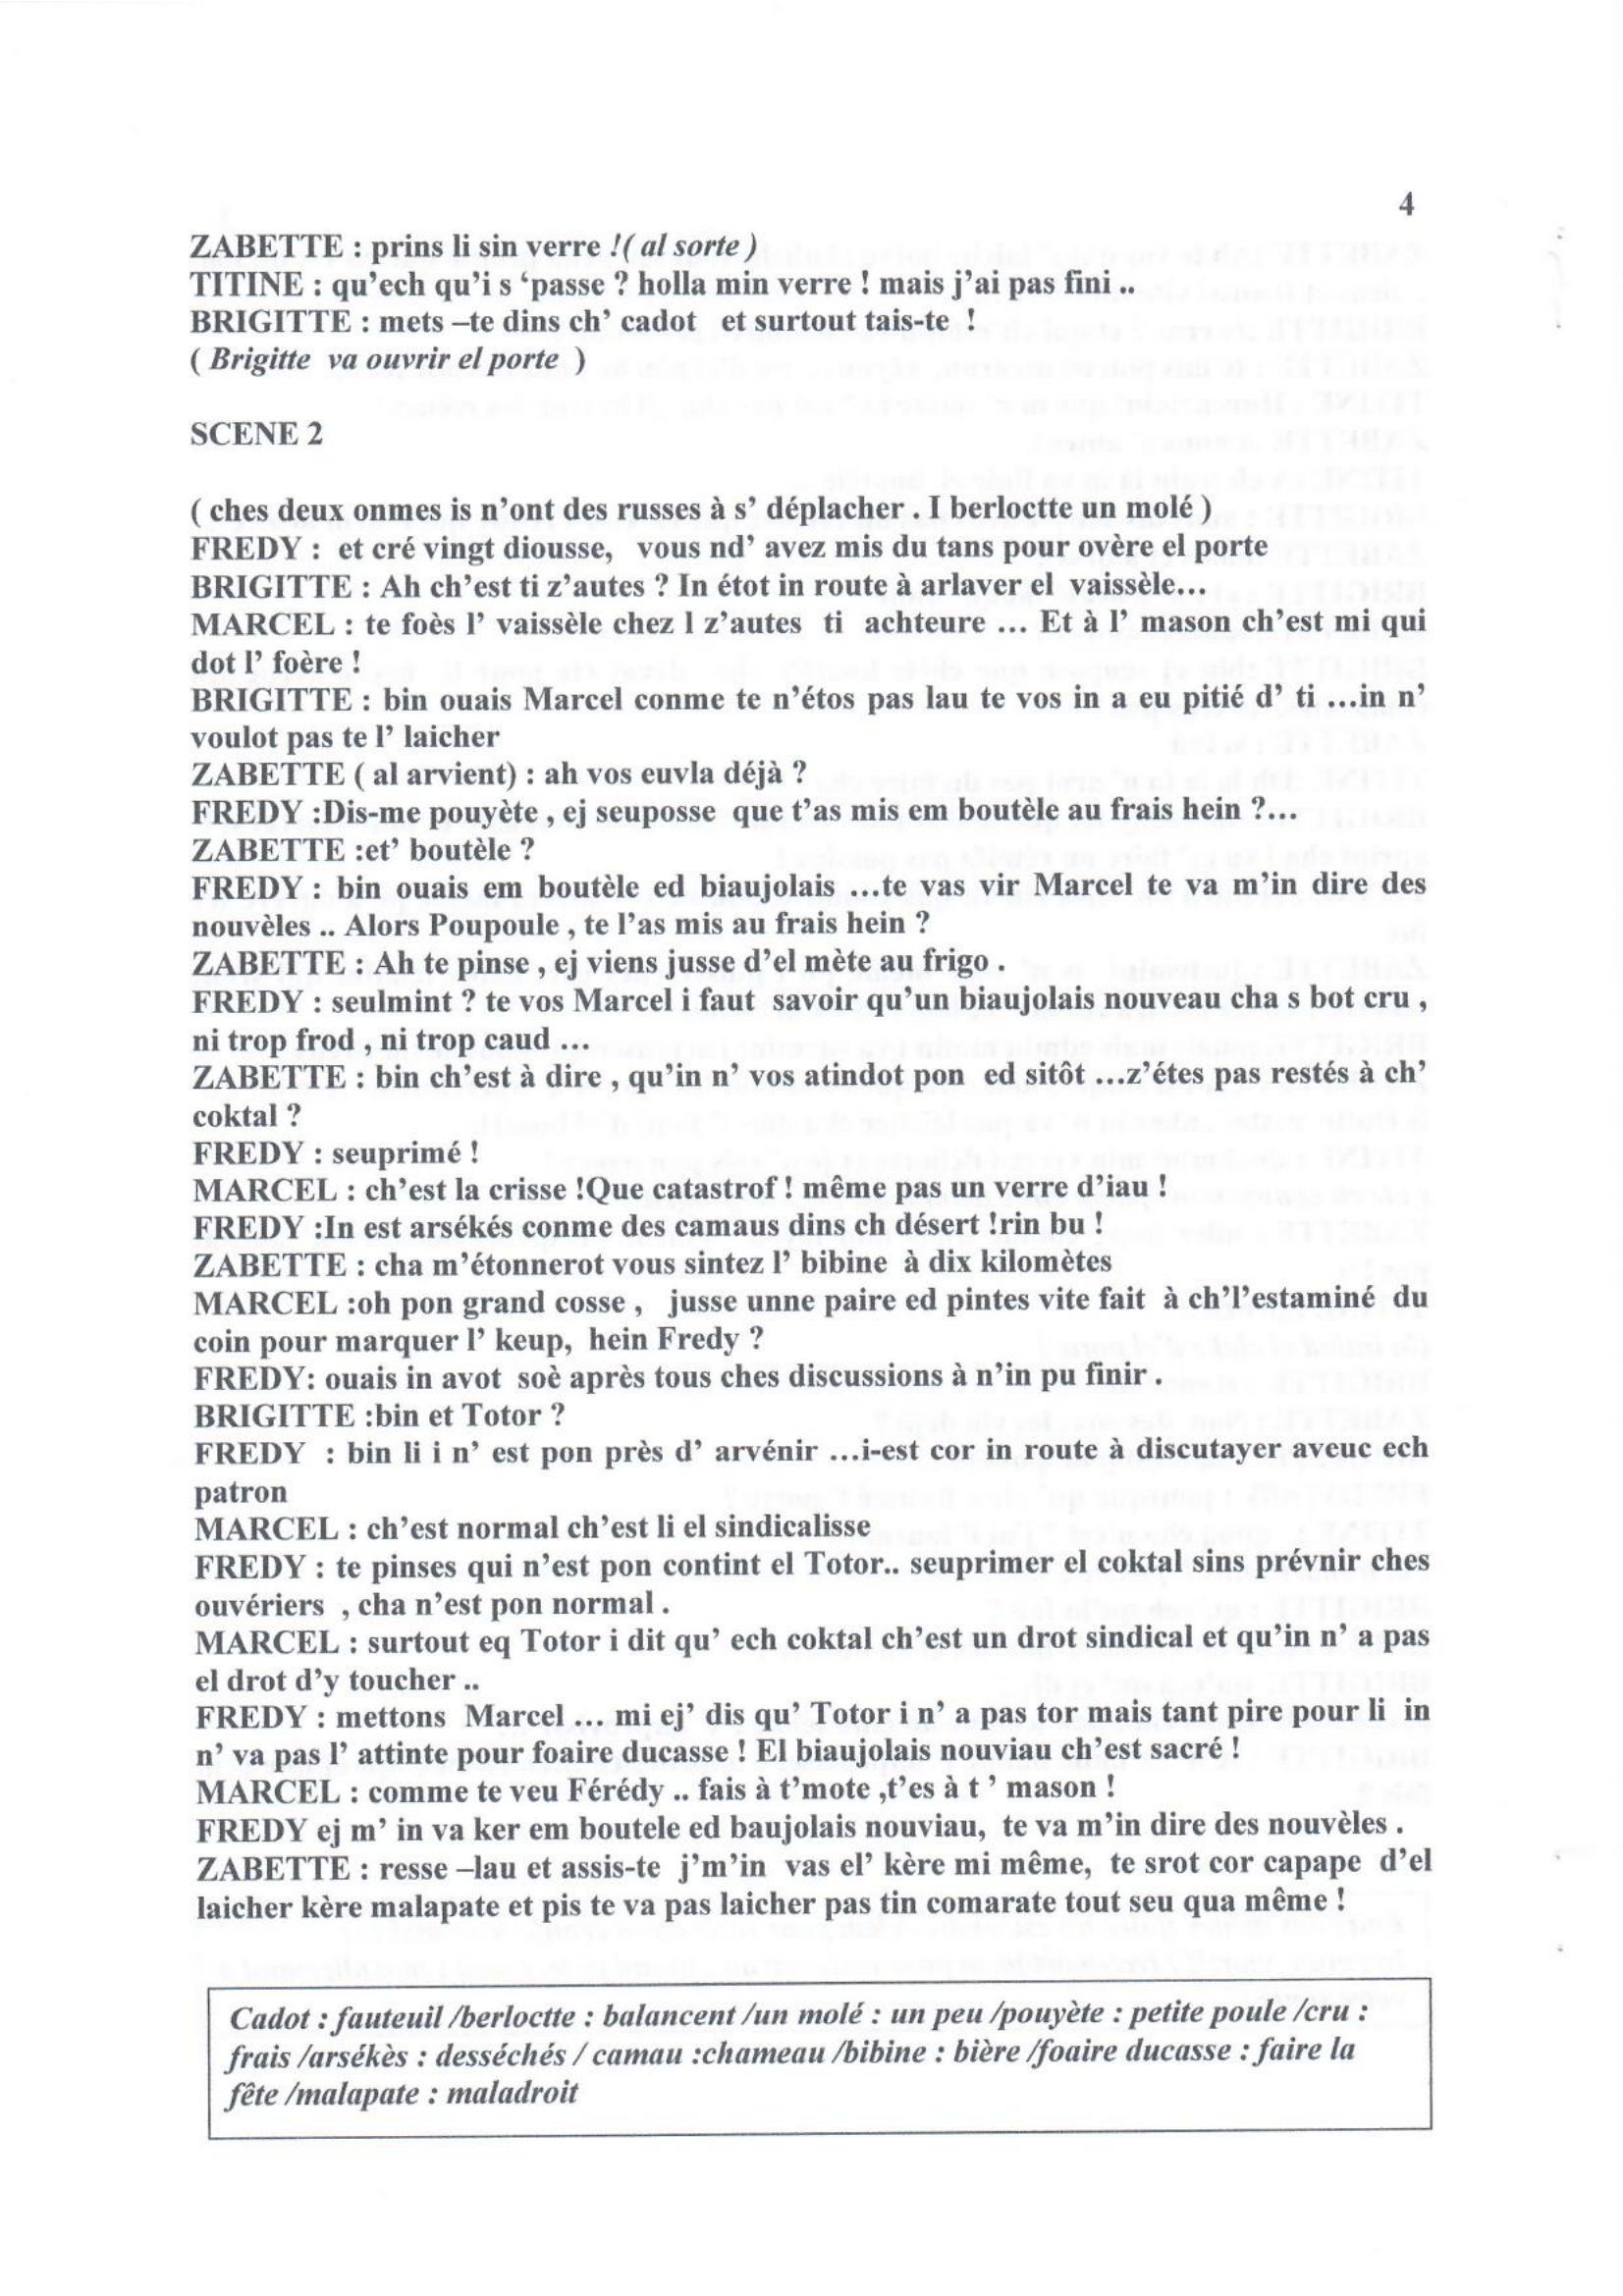 4
ZABETTE : prins li sin verre !( al sorte )
TITINE : qu'ech qu'i s ‘passe ? holla min verre ! mais j'ai pas fini ..
BRIGITTE : mets –te dins ch' cadot et surtout tais-te !
( Brigitte va ouvrir el porte )
SCENE 2
( ches deux onmes is n'ont des russes à s' déplacher . I berloctte un molé )
FREDY : et cré vingt diousse, vous nd' avez mis du tans pour ovère el porte
BRIGITTE : Ah ch'est ti z'autes ? In étot in route à arlaver el vaissèle...
MARCEL : te foès l' vaissèle chez l z'autes ti achteure ... Et à l' mason ch'est mi qui
dot l' foère !
BRIGITTE : bin ouais Marcel conme te n'étos pas lau te vos in a eu pitié d' ti ...in n'
voulot pas te l' laicher
ZABETTE ( al arvient) : ah vos euvla déjà ?
FREDY :Dis-me pouyète , ej seuposse que t'as mis em boutèle au frais hein ?...
ZABETTE :et' boutèle ?
FREDY : bin ouais em boutèle ed biaujolais ...te vas vir Marcel te va m'in dire des
nouvèles .. Alors Poupoule , te l'as mis au frais hein ?
ZABETTE : Ah te pinse , ej viens jusse d'el mète au frigo .
FREDY : seulmint ? te vos Marcel i faut savoir qu'un biaujolais nouveau cha s bot cru ,
ni trop frod , ni trop caud ...
ZABETTE : bin ch'est à dire , qu'in n' vos atindot pon ed sitôt ...z'étes pas restés à ch'
coktal ?
FREDY : seuprimé !
MARCEL : ch'est la crisse !Que catastrof ! même pas un verre d'iau !
FREDY :In est arsékés conme des camaus dins ch désert !rin bu !
ZABETTE : cha m'étonnerot vous sintez l' bibine à dix kilomètes
MARCEL :oh pon grand cosse , jusse unne paire ed pintes vite fait à ch'l'estaminé du
coin pour marquer l' keup, hein Fredy ?
FREDY: ouais in avot soè après tous ches discussions à n'in pu finir .
BRIGITTE :bin et Totor ?
FREDY : bin li i n' est pon près d' arvénir ...i-est cor in route à discutayer aveuc ech
patron
MARCEL : ch'est normal ch'est li el sindicalisse
FREDY : te pinses qui n'est pon contint el Totor.. seuprimer el coktal sins prévnir ches
ouvériers , cha n'est pon normal .
MARCEL : surtout eq Totor i dit qu' ech coktal ch'est un drot sindical et qu'in n' a pas
el drot d'y toucher ..
FREDY : mettons Marcel ... mi ej' dis qu' Totor i n' a pas tor mais tant pire pour li in
n' va pas l' attinte pour foaire ducasse ! El biaujolais nouviau ch'est sacré !
MARCEL : comme te veu Férédy .. fais à t'mote ,t'es à t ' mason !
FREDY ej m' in va ker em boutele ed baujolais nouviau, te va m'in dire des nouvèles .
ZABETTE : resse –lau et assis-te j'm'in vas el' kère mi même, te srot cor capape d'el
laicher kère malapate et pis te va pas laicher pas tin comarate tout seu qua même !
Cadot : fauteuil /berloctte : balancent /un molé : un peu /pouyète : petite poule /cru :
frais /arsékès : desséchés / camau :chameau /bibine : bière /foaire ducasse : faire la
fête /malapate : maladroit